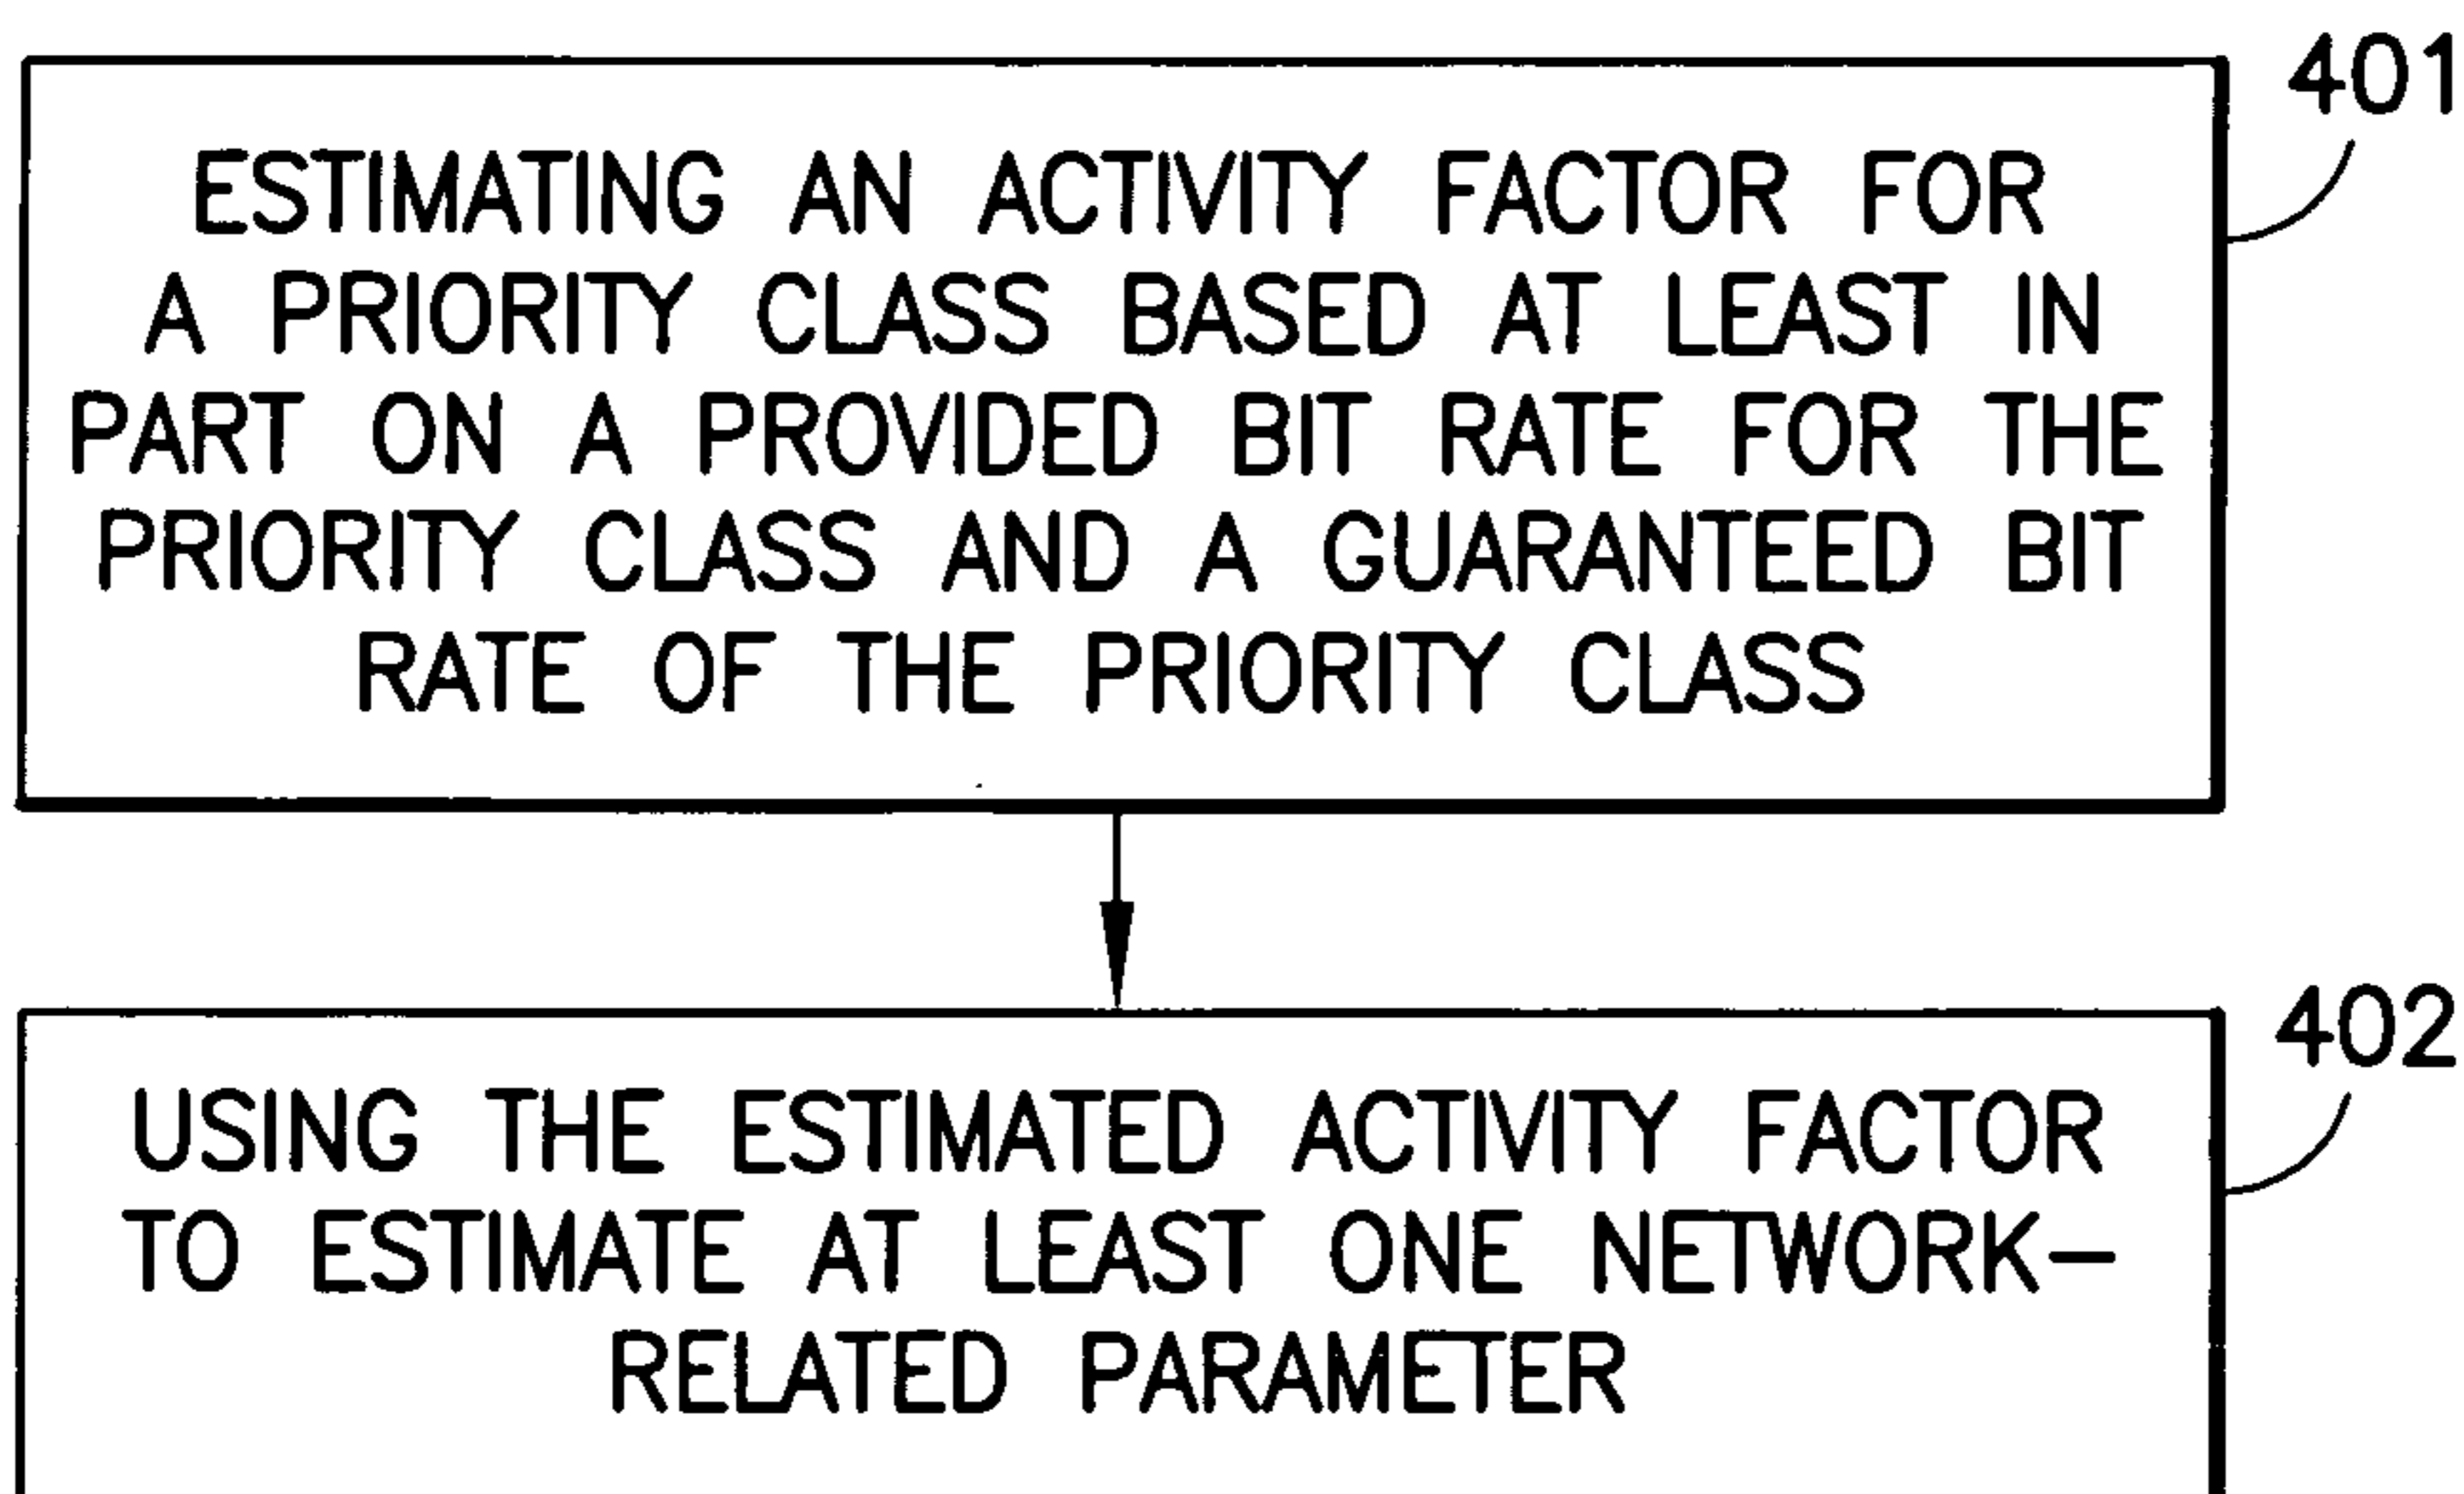 401
ESTIMATING AN ACTIVITY FACTOR FOR
A PRIORITY CLASS BASED AT LEAST IN
PART ON A PROVIDED BIT RATE FOR THE
PRIORITY CLASS AND A GUARANTEED BIT
RATE OF THE PRIORITY CLASS
402
USING THE ESTIMATED ACTIVITY FACTOR
TO ESTIMATE AT LEAST ONE NETWORK-
RELATED PARAMETER